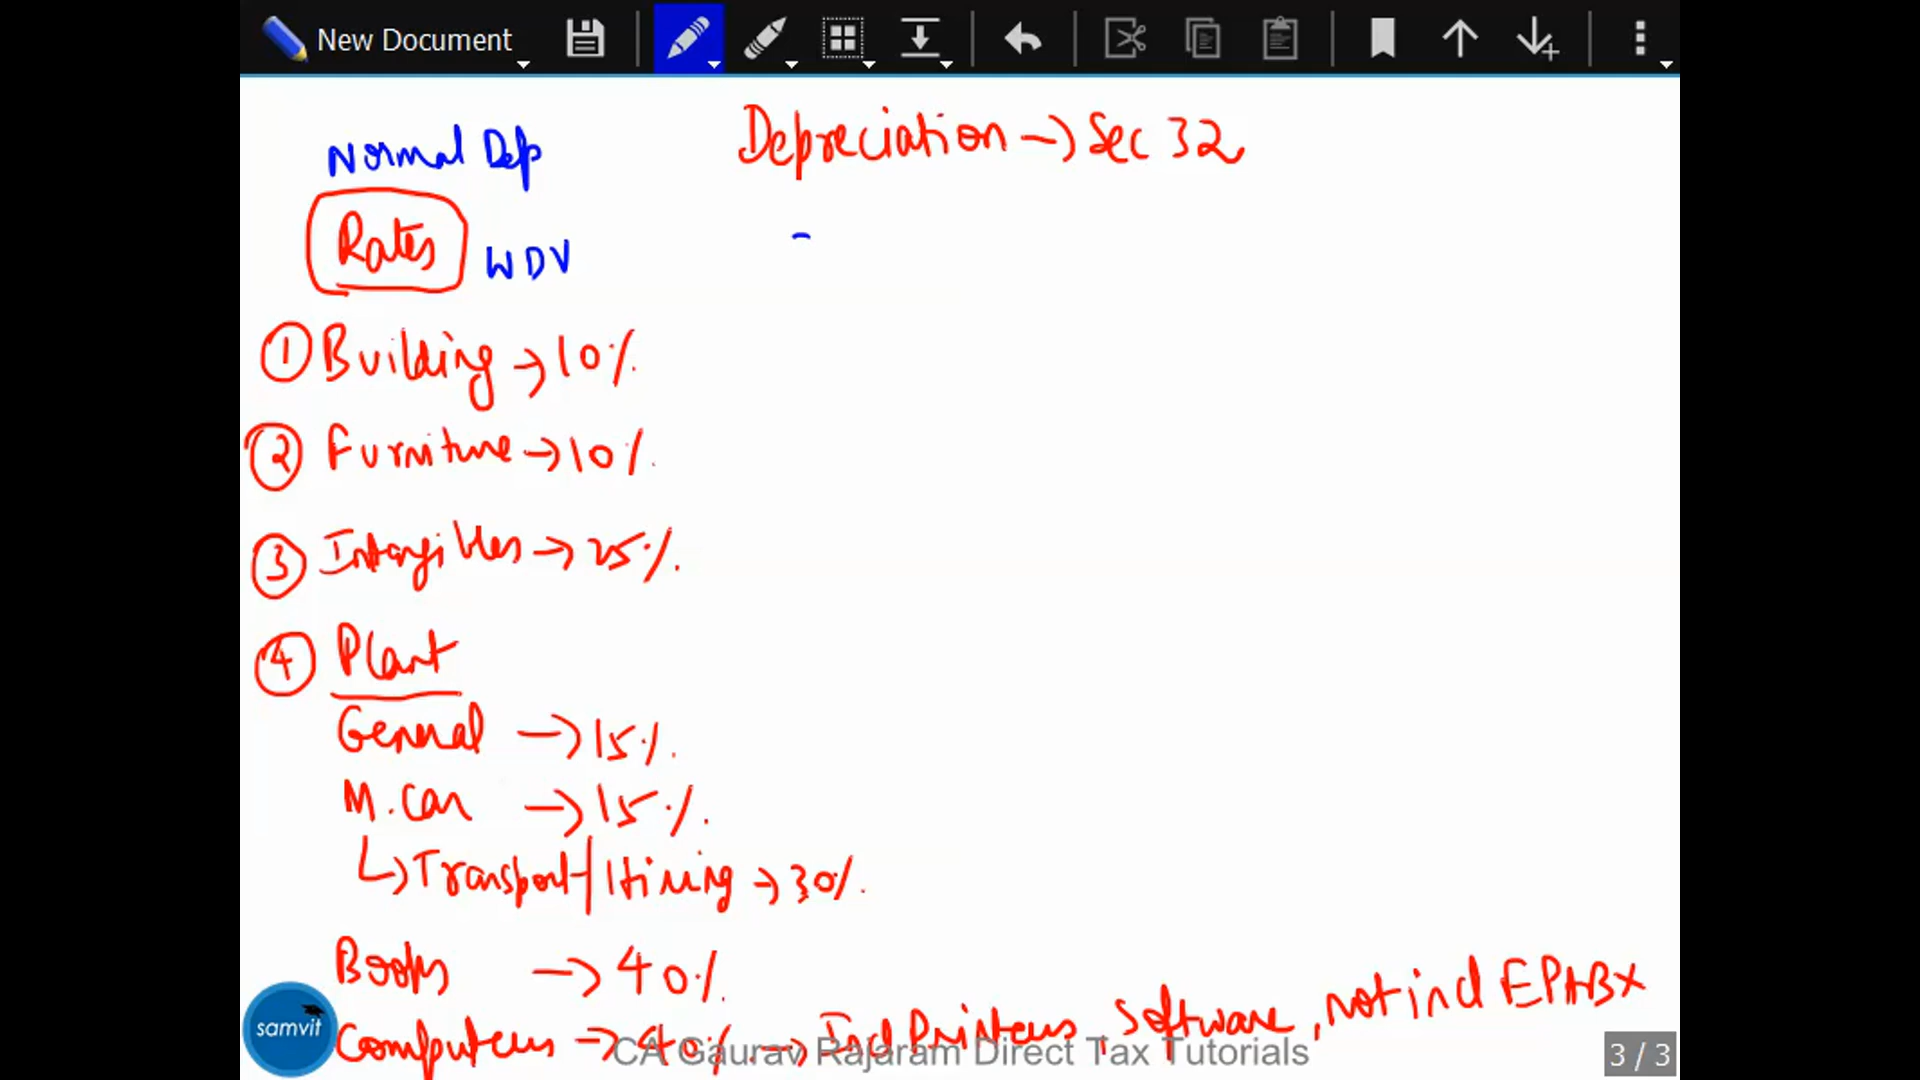 New Document
Depreciation → Sec 32
Normal Dep
Rates WDV
① Building → 10%
② Furniture → 10%
③ Intangibles → 25%
④ Plant
General → 15%
M. Car → 15%
↳ Transport / Hiring → 30%
Books → 40%
Computers → 40% → Incl Printers, Software, not incl EPABX
samvit
CA Gaurav Rajaram Direct Tax Tutorials
3 / 3